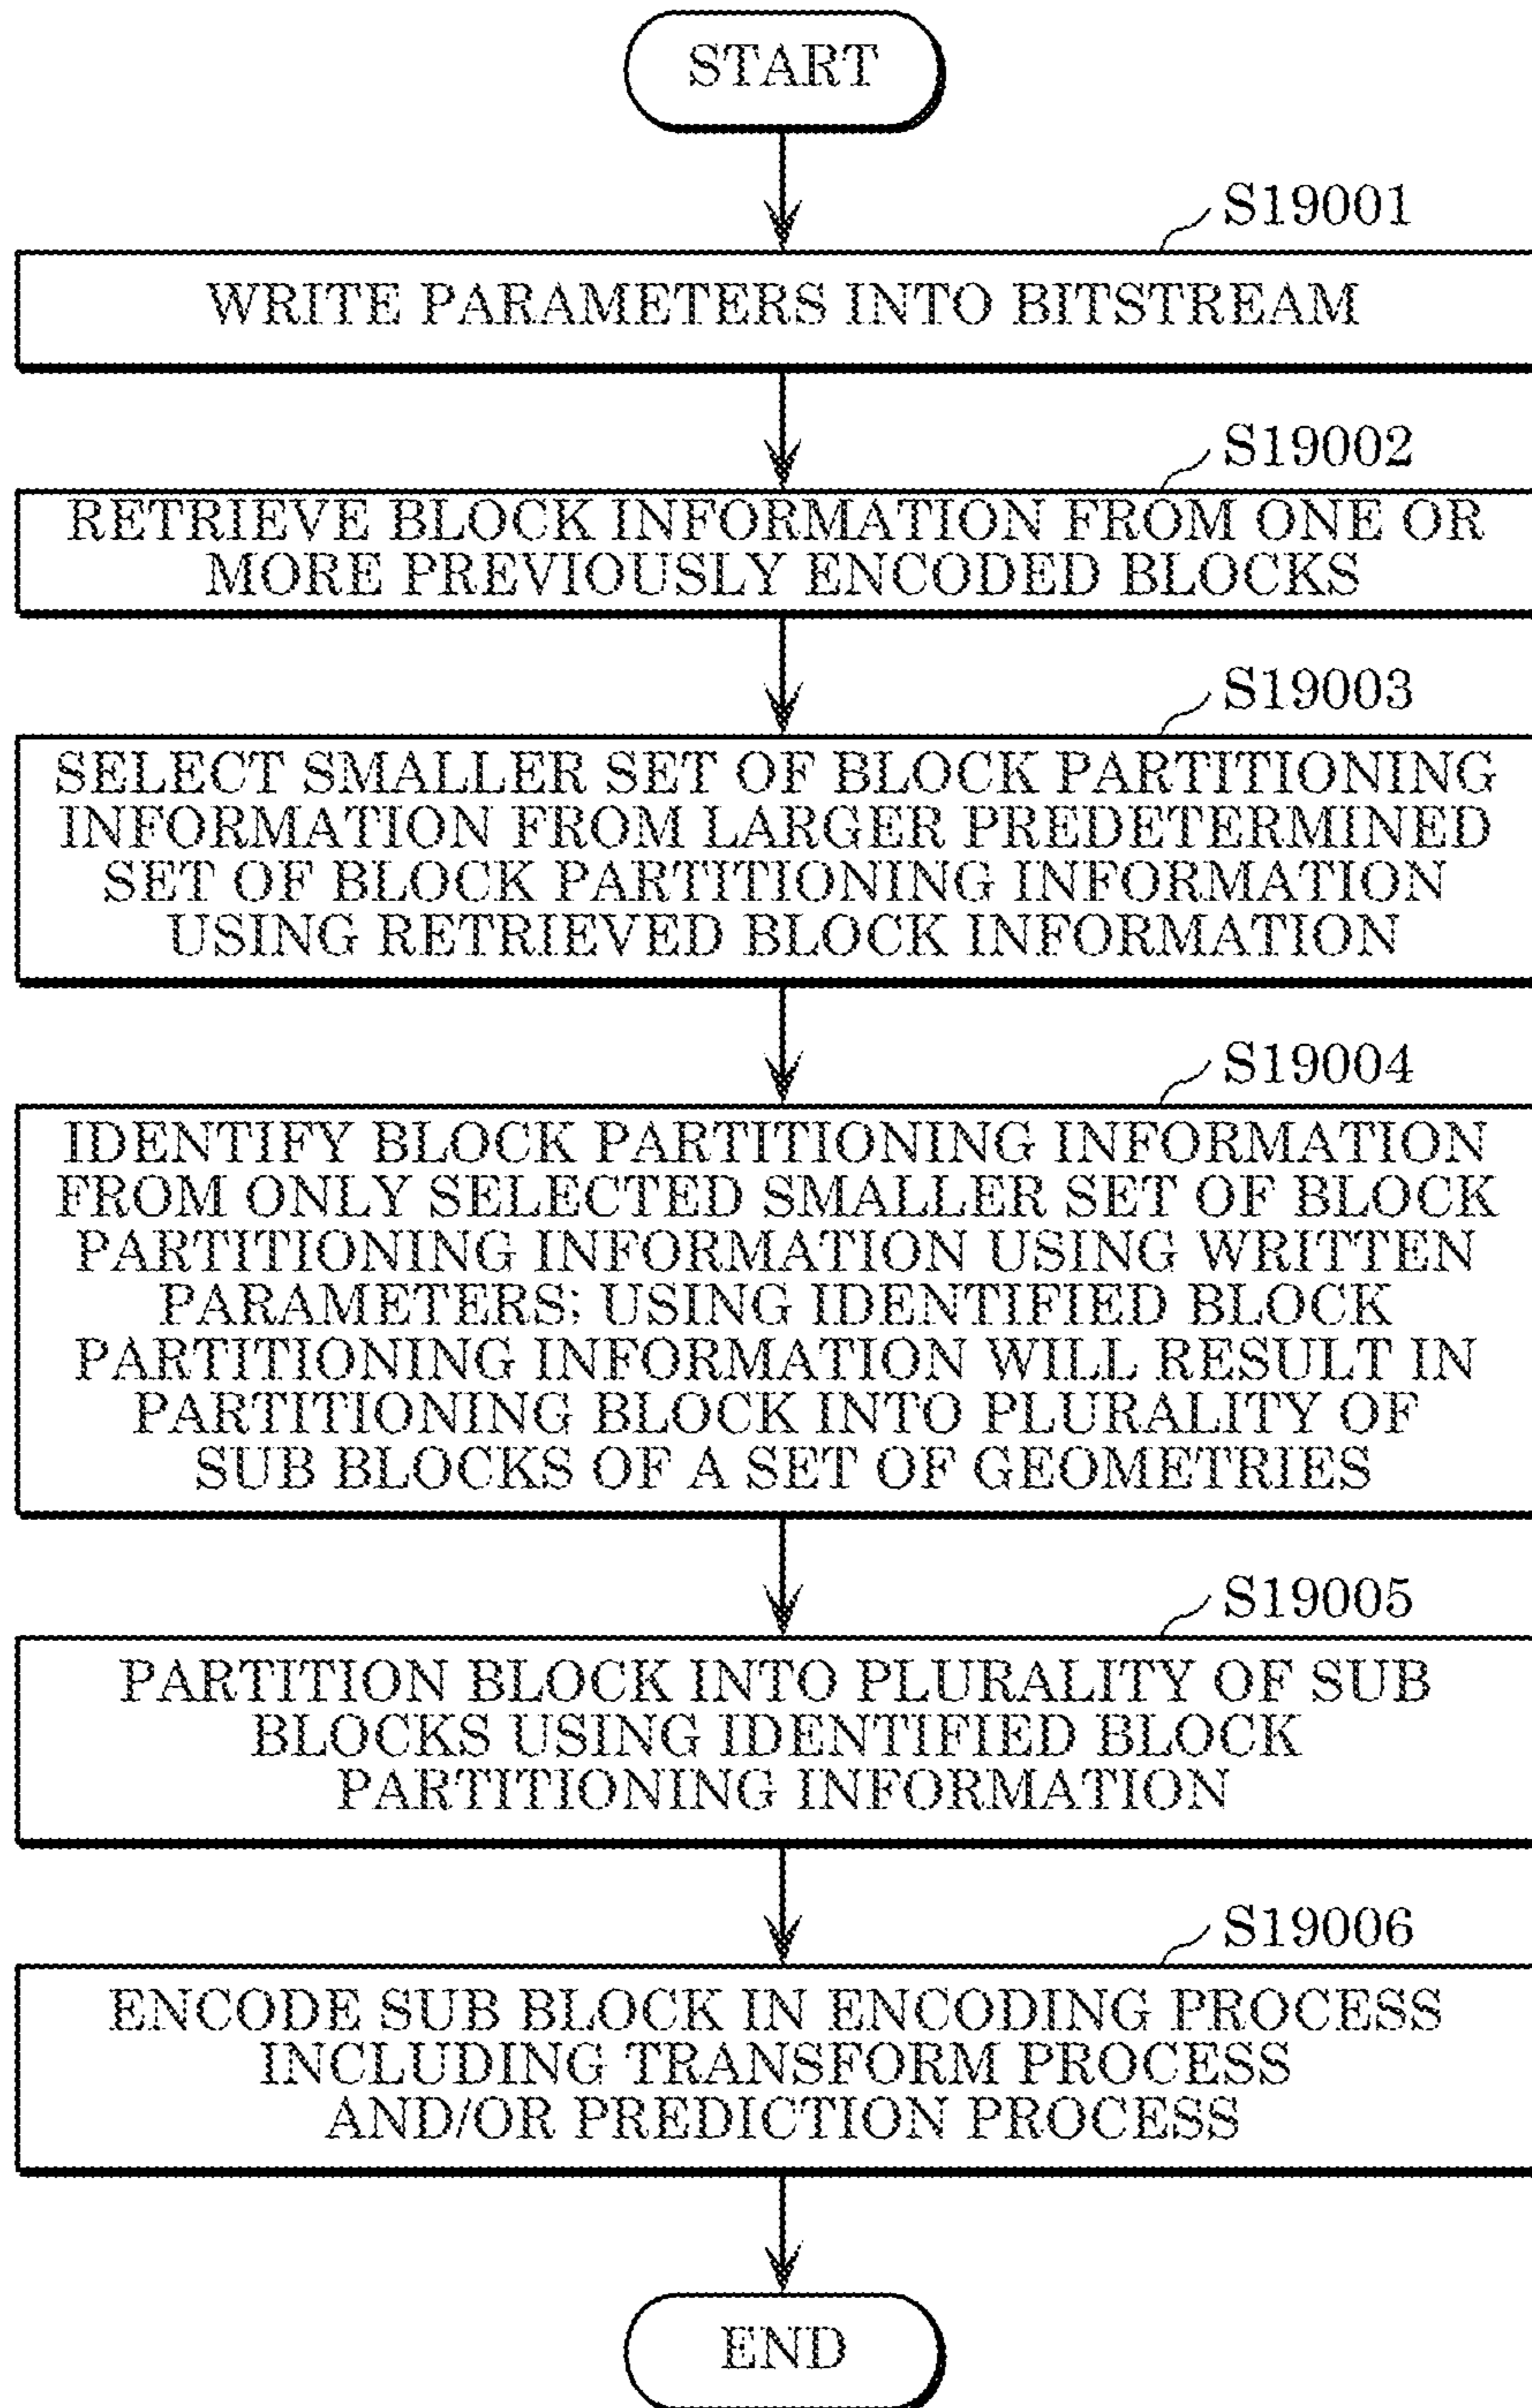 START
S19001
WRITE PARAMETERS INTO BITSTREAM
S19002
RETRIEVE BLOCK INFORMATION FROM ONE OR
MORE PREVIOUSLY ENCODED BLOCKS
S19003
SELECT SMALLER SET OF BLOCK PARTITIONING
INFORMATION FROM LARGER PREDETERMINED
SET OF BLOCK PARTITIONING INFORMATION
USING RETRIEVED BLOCK INFORMATION
S19004
IDENTIFY BLOCK PARTITIONING INFORMATION
FROM ONLY SELECTED SMALLER SET OF BLOCK
PARTITIONING INFORMATION USING WRITTEN
PARAMETERS; USING IDENTIFIED BLOCK
PARTITIONING INFORMATION WILL RESULT IN
PARTITIONING BLOCK INTO PLURALITY OF
SUB BLOCKS OF A SET OF GEOMETRIES
S19005
PARTITION BLOCK INTO PLURALITY OF SUB
BLOCKS USING IDENTIFIED BLOCK
PARTITIONING INFORMATION
S19006
ENCODE SUB BLOCK IN ENCODING PROCESS
INCLUDING TRANSFORM PROCESS
AND/OR PREDICTION PROCESS
END